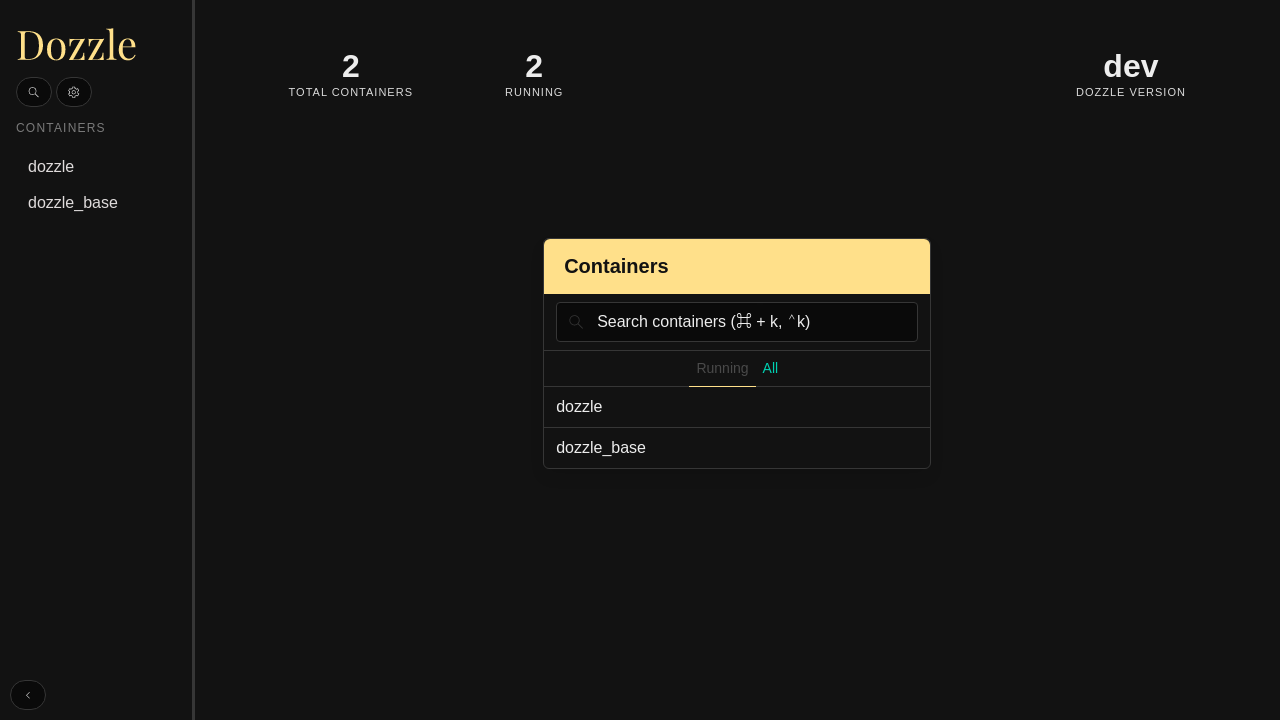 Dozzle
CONTAINERS
dozzle
dozzle_base
2
TOTAL CONTAINERS
2
RUNNING
dev
DOZZLE VERSION
Containers
Search containers (⌘ + k, ⌃k)
Running All
dozzle
dozzle_base